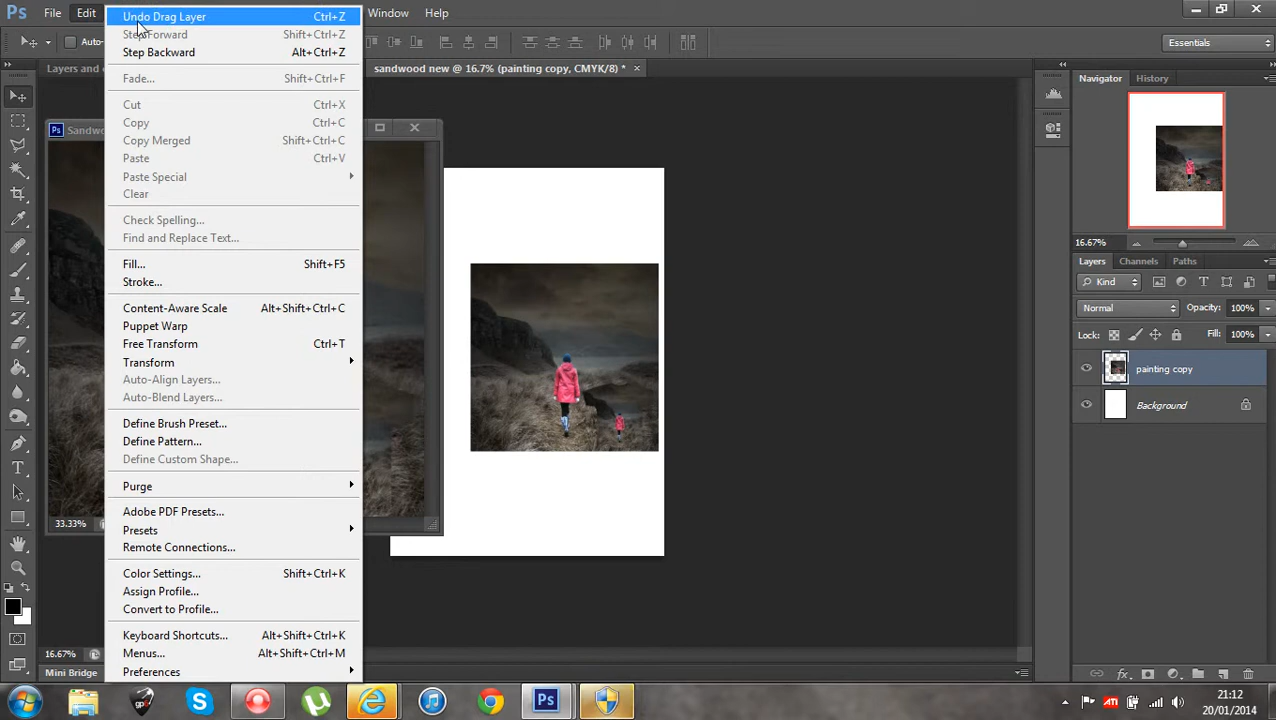 Ps File Edit Window Help
Auto-
Essentials
Layers and
sandwood new @ 16.7% (painting copy, CMYK/8) *
Undo Drag Layer Ctrl+Z
Step Forward Shift+Ctrl+Z
Step Backward Alt+Ctrl+Z
Fade... Shift+Ctrl+F
Cut Ctrl+X
Copy Ctrl+C
Copy Merged Shift+Ctrl+C
Paste Ctrl+V
Paste Special
Clear
Check Spelling...
Find and Replace Text...
Fill... Shift+F5
Stroke...
Content-Aware Scale Alt+Shift+Ctrl+C
Puppet Warp
Free Transform Ctrl+T
Transform
Auto-Align Layers...
Auto-Blend Layers...
Define Brush Preset...
Define Pattern...
Define Custom Shape...
Purge
Adobe PDF Presets...
Presets
Remote Connections...
Color Settings... Shift+Ctrl+K
Assign Profile...
Convert to Profile...
Keyboard Shortcuts... Alt+Shift+Ctrl+K
Menus... Alt+Shift+Ctrl+M
Preferences
Ps Sandwo
33.33%
16.67%
Mini Bridge
Navigator History
16.67%
Layers Channels Paths
Kind
Normal Opacity: 100%
Lock: Fill: 100%
painting copy
Background
Ps
21:12
20/01/2014